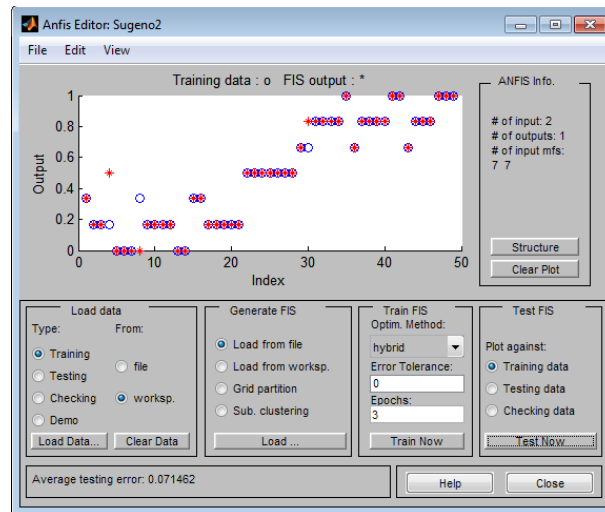 Anfis Editor: Sugeno2
File Edit View
Training data : o FIS output : *
Output
1
0.8
0.6
0.4
0.2
0
0 10 20 30 40 50
Index
ANFIS Info.
# of input: 2
# of outputs: 1
# of input mfs:
7 7
Structure
Clear Plot
Load data
Type: From:
Training
Testing
Checking
Demo
file
worksp.
Load Data... Clear Data
Generate FIS
Load from file
Load from worksp.
Grid partition
Sub. clustering
Load ...
Train FIS
Optim. Method:
hybrid
Error Tolerance:
0
Epochs:
3
Train Now
Test FIS
Plot against:
Training data
Testing data
Checking data
Test Now
Average testing error: 0.071462
Help Close